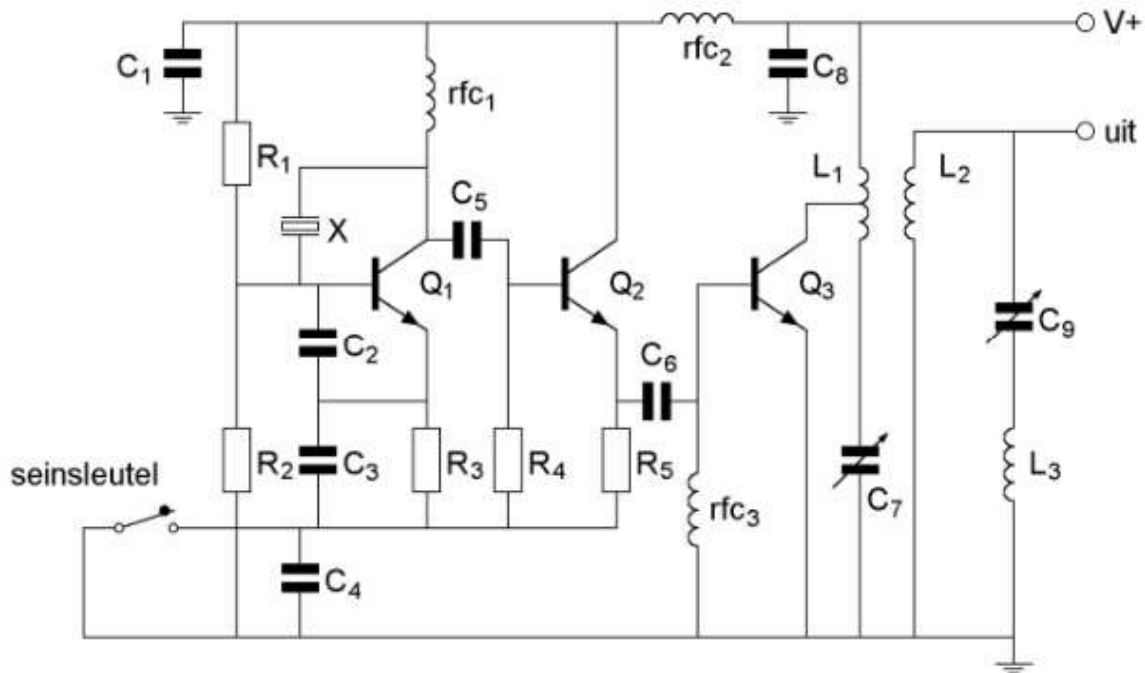 V+
rfc2
C1
C8
rfc1
uit
R1
L1
L2
C5
X
Q1
Q2
Q3
C9
C2
C6
seinsleutel
R2
C3
R3
R4
R5
rfc3
C7
L3
C4